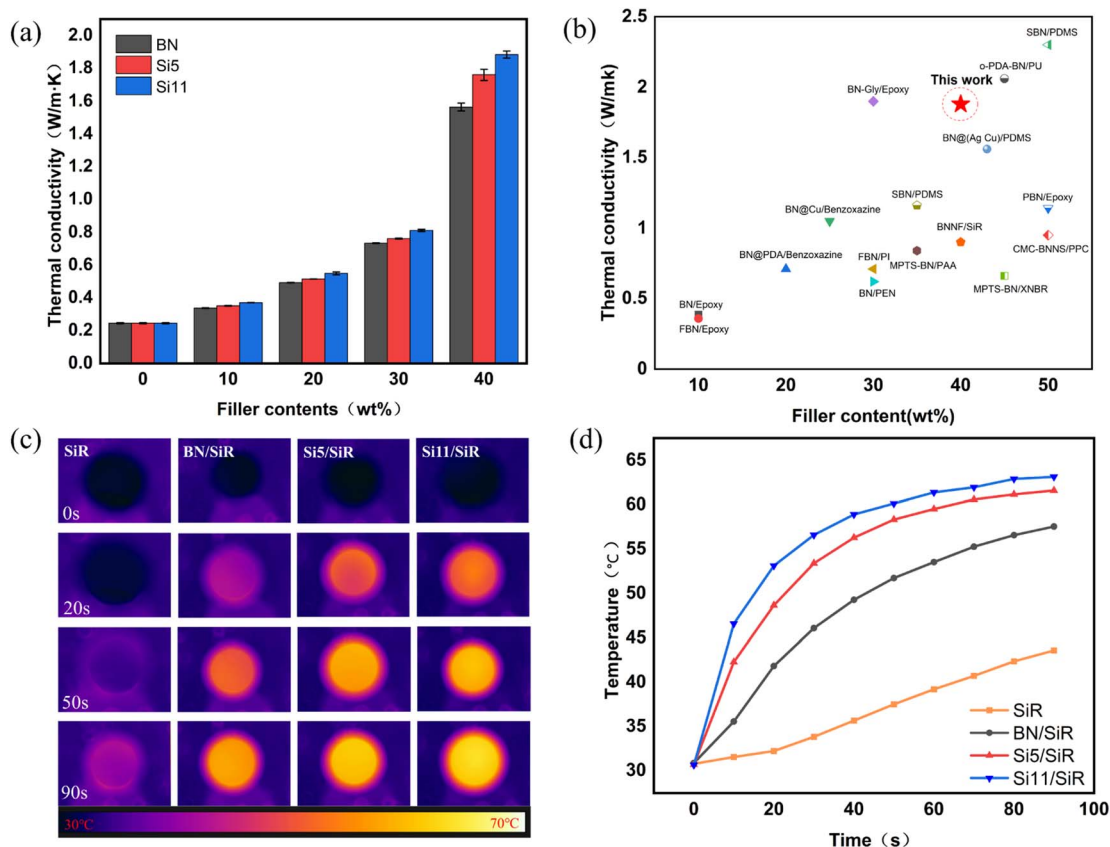 (a)
BN
Si5
Si11
Thermal conductivity（W/m·K）
2.0
1.8
1.6
1.4
1.2
1.0
0.8
0.6
0.4
0.2
0.0
0 10 20 30 40
Filler contents（wt%）
(b)
Thermal conductivity（W/mk）
2.5
2
1.5
1
0.5
0
SBN/PDMS
o-PDA-BN/PU
This work
BN-Gly/Epoxy
BN@(Ag Cu)/PDMS
SBN/PDMS
PBN/Epoxy
BN@Cu/Benzoxazine
BNNF/SiR
CMC-BNNS/PPC
BN@PDA/Benzoxazine
FBN/PI
MPTS-BN/PAA
BN/PEN
MPTS-BN/XNBR
BN/Epoxy
FBN/Epoxy
10 20 30 40 50
Filler content(wt%)
(c)
SiR BN/SiR Si5/SiR Si11/SiR
0s
20s
50s
90s
30℃ 70℃
(d)
Temperature（℃）
65
60
55
50
45
40
35
30
SiR
BN/SiR
Si5/SiR
Si11/SiR
0 20 40 60 80 100
Time（s）